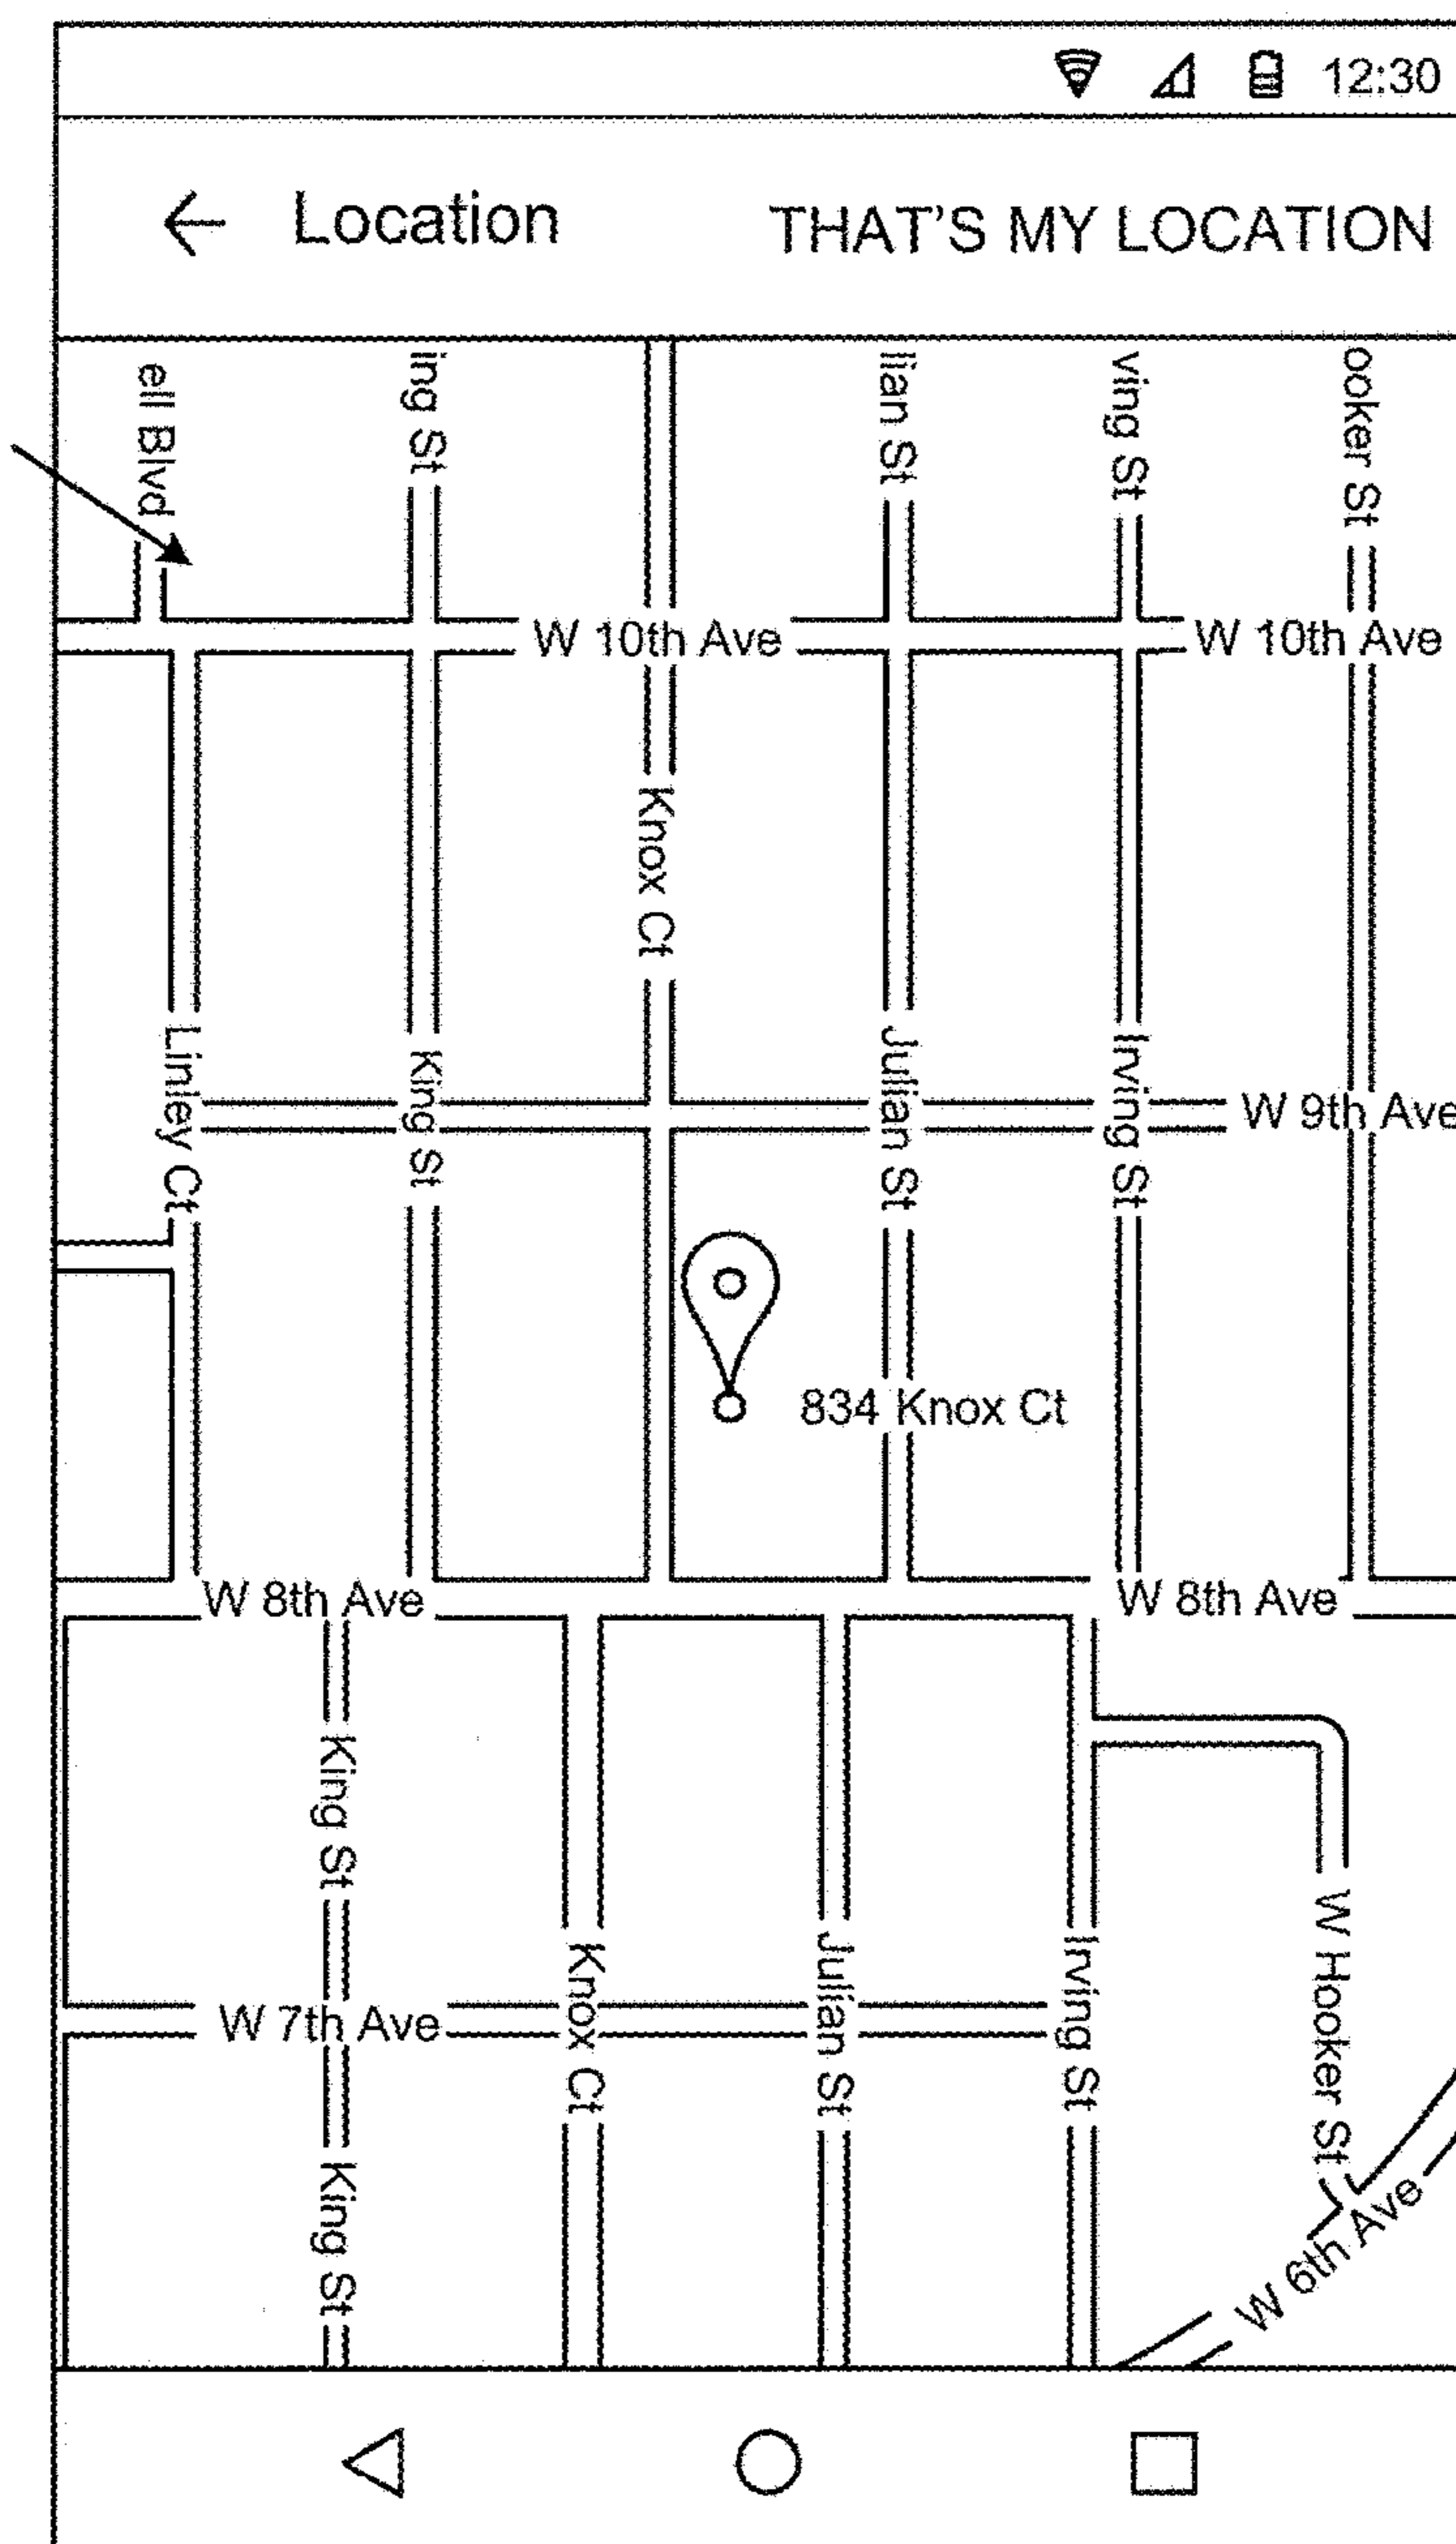 12:30
← Location THAT'S MY LOCATION
ell Blvd
ing St
lian St
ving St
ooker St
W 10th Ave
W 10th Ave
Knox Ct
Linley Ct
King St
Julian St
Irving St
W 9th Ave
834 Knox Ct
W 8th Ave
W 8th Ave
King St
Knox Ct
Julian St
Irving St
W Hooker St
W 7th Ave
King St
W 6th Ave